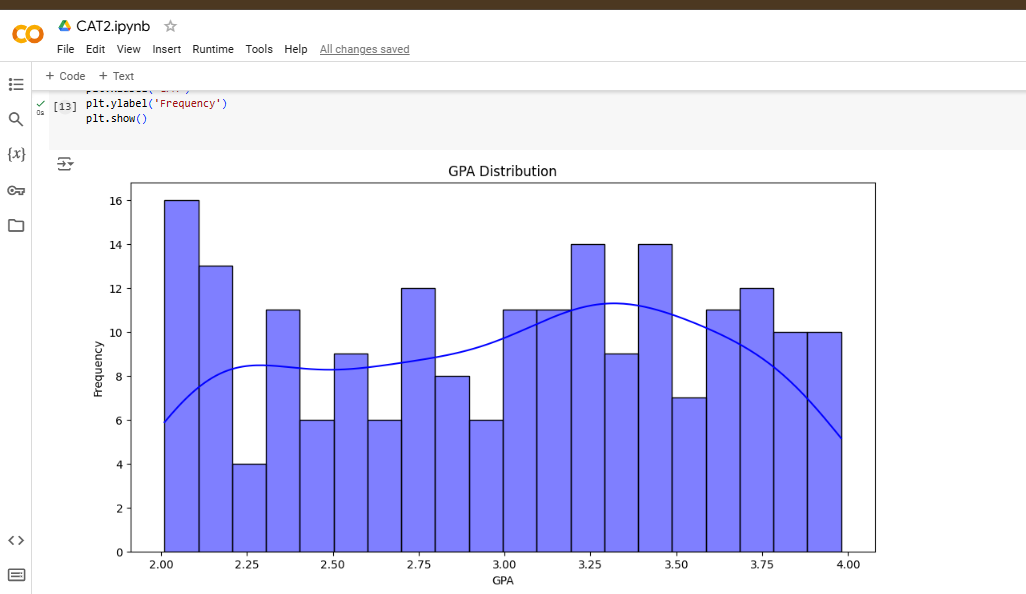 CAT2.ipynb
File Edit View Insert Runtime Tools Help All changes saved
+ Code + Text
[13] plt.ylabel('Frequency')
0s
plt.show()
{x}
GPA Distribution
16
14
12
10
8
6
4
2
0
Frequency
2.00 2.25 2.50 2.75 3.00 3.25 3.50 3.75 4.00
GPA